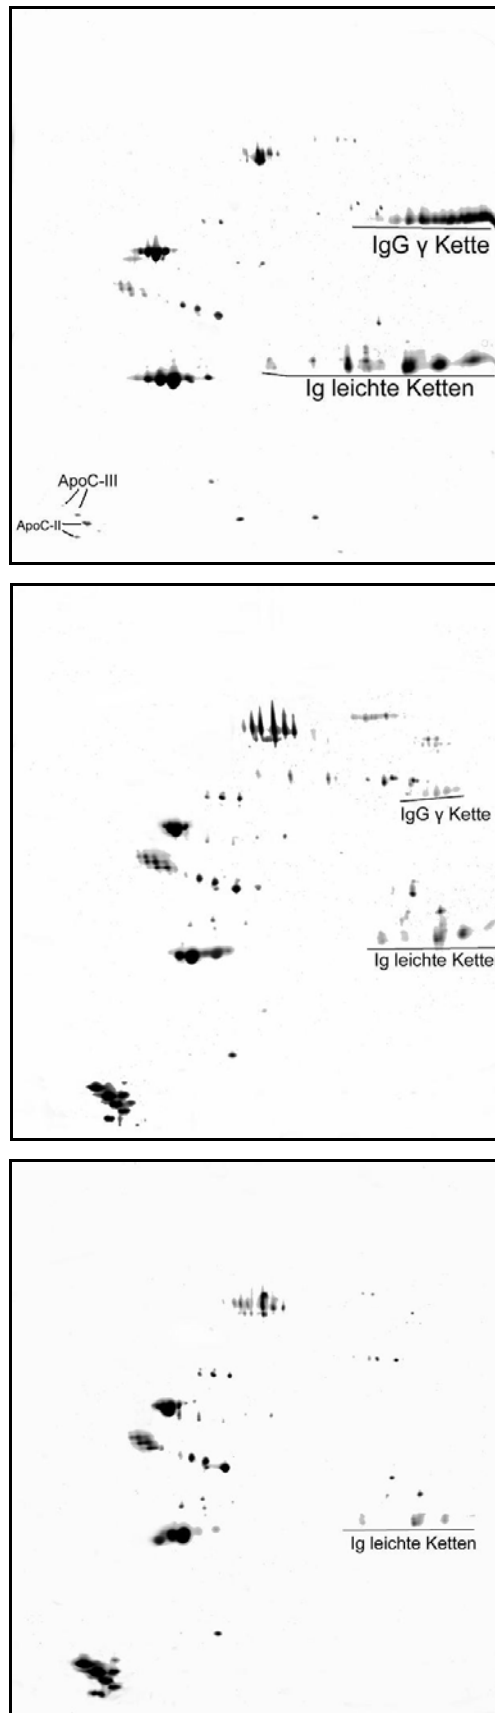 IgG γ Kette
Ig leichte Ketten
ApoC-III
ApoC-II
IgG γ Kette
Ig leichte Kette
Ig leichte Ketten